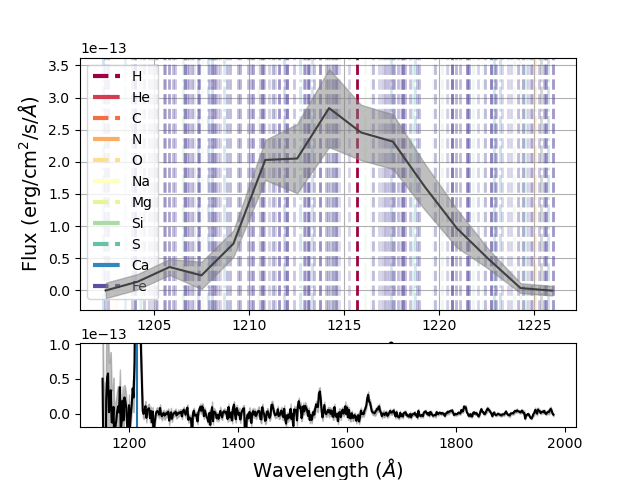 1e−13
3.5
3.0
2.5
2.0
1.5
1.0
0.5
0.0
Flux (erg/cm²/s/Å)
H
He
C
N
O
Na
Mg
Si
S
Ca
Fe
1205 1210 1215 1220 1225
1e−13
1.0
0.5
0.0
1200 1400 1600 1800 2000
Wavelength (Å)